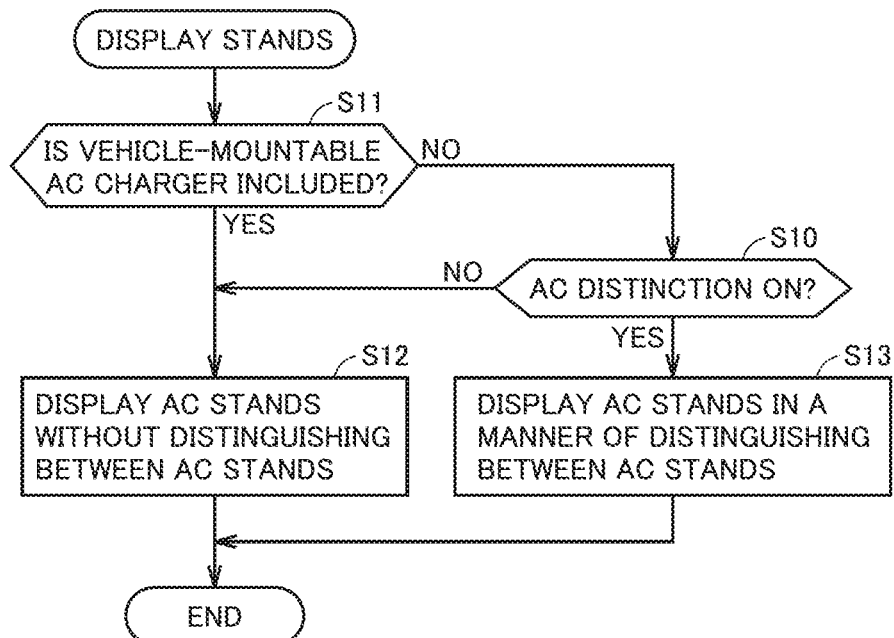 DISPLAY STANDS
S11
IS VEHICLE-MOUNTABLE
AC CHARGER INCLUDED?
NO
YES
S10
AC DISTINCTION ON?
NO
YES
S12
DISPLAY AC STANDS
WITHOUT DISTINGUISHING
BETWEEN AC STANDS
S13
DISPLAY AC STANDS IN A
MANNER OF DISTINGUISHING
BETWEEN AC STANDS
END